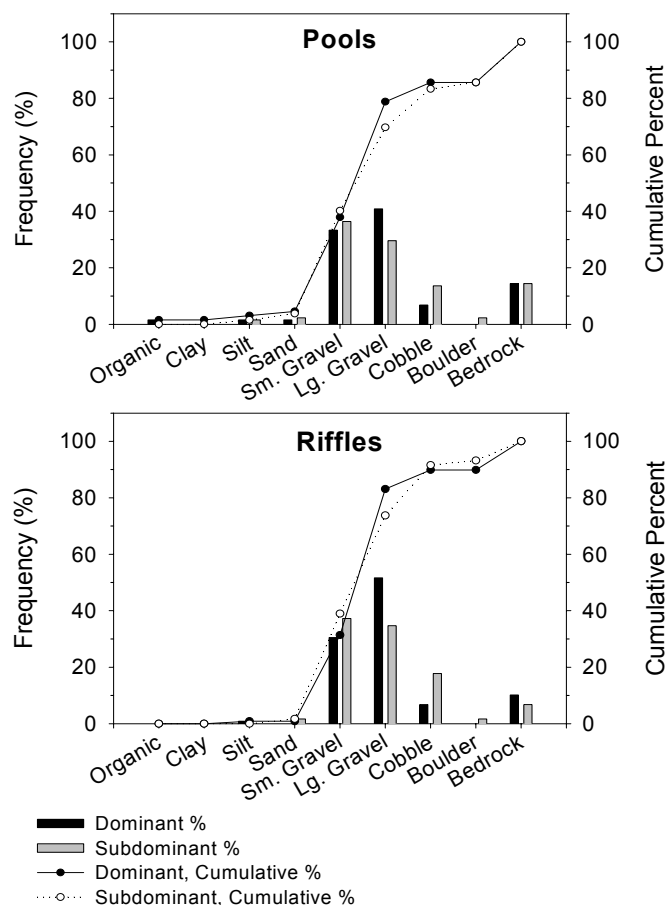 Pools
Frequency (%)
100
80
60
40
20
0
100
80
60
40
20
0
Cumulative Percent
Organic
Clay
Silt
Sand
Sm. Gravel
Lg. Gravel
Cobble
Boulder
Bedrock
Riffles
Frequency (%)
100
80
60
40
20
0
100
80
60
40
20
0
Cumulative Percent
Organic
Clay
Silt
Sand
Sm. Gravel
Lg. Gravel
Cobble
Boulder
Bedrock
Dominant %
Subdominant %
Dominant, Cumulative %
Subdominant, Cumulative %